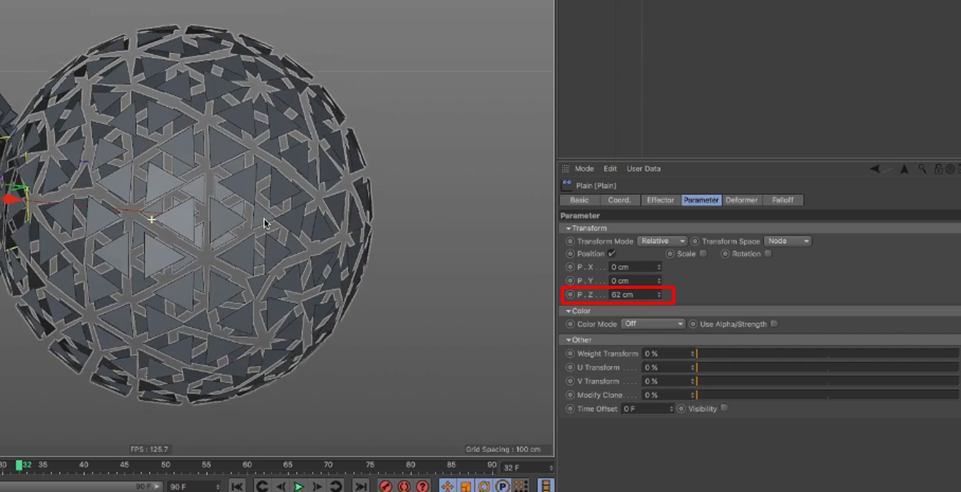 Mode Edit User Data
Plain [Plain]
Basic Coord. Effector Parameter Deformer Falloff
Parameter
Transform
Transform Mode Relative Transform Space Node
Position Scale Rotation
P . X . . . 0 cm
P . Y . . . 0 cm
P . Z . . . 62 cm
Color
Color Mode Off Use Alpha/Strength
Other
Weight Transform 0 %
U Transform . . . . 0 %
V Transform . . . . 0 %
Modify Clone . . . . 0 %
Time Offset 0 F Visibility
FPS : 125.7 Grid Spacing : 100 cm
30 32 35 40 45 50 55 60 65 70 75 80 85 90 32 F
90 F 90 F